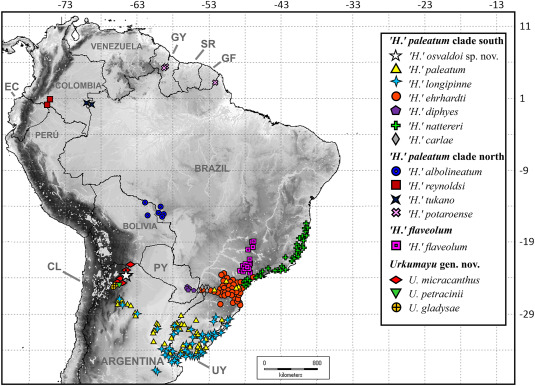 -73 -63 -53 -43 -33 -23 -13
11
1
-9
-19
-29
VENEZUELA
GY
SR
GF
COLOMBIA
EC
PERÚ
BRAZIL
BOLIVIA
PY
CL
ARGENTINA
UY
0 800
kilometers
'H.' paleatum clade south
'H.' osvaldoi sp. nov.
'H.' paleatum
'H.' longipinne
'H.' ehrhardti
'H.' diphyes
'H.' nattereri
'H.' carlae
'H.' paleatum clade north
'H.' albolineatum
'H.' reynoldsi
'H.' tukano
'H.' potaroense
'H.' flaveolum
'H.' flaveolum
Urkumayu gen. nov.
U. micracanthus
U. petracinii
U. gladysae